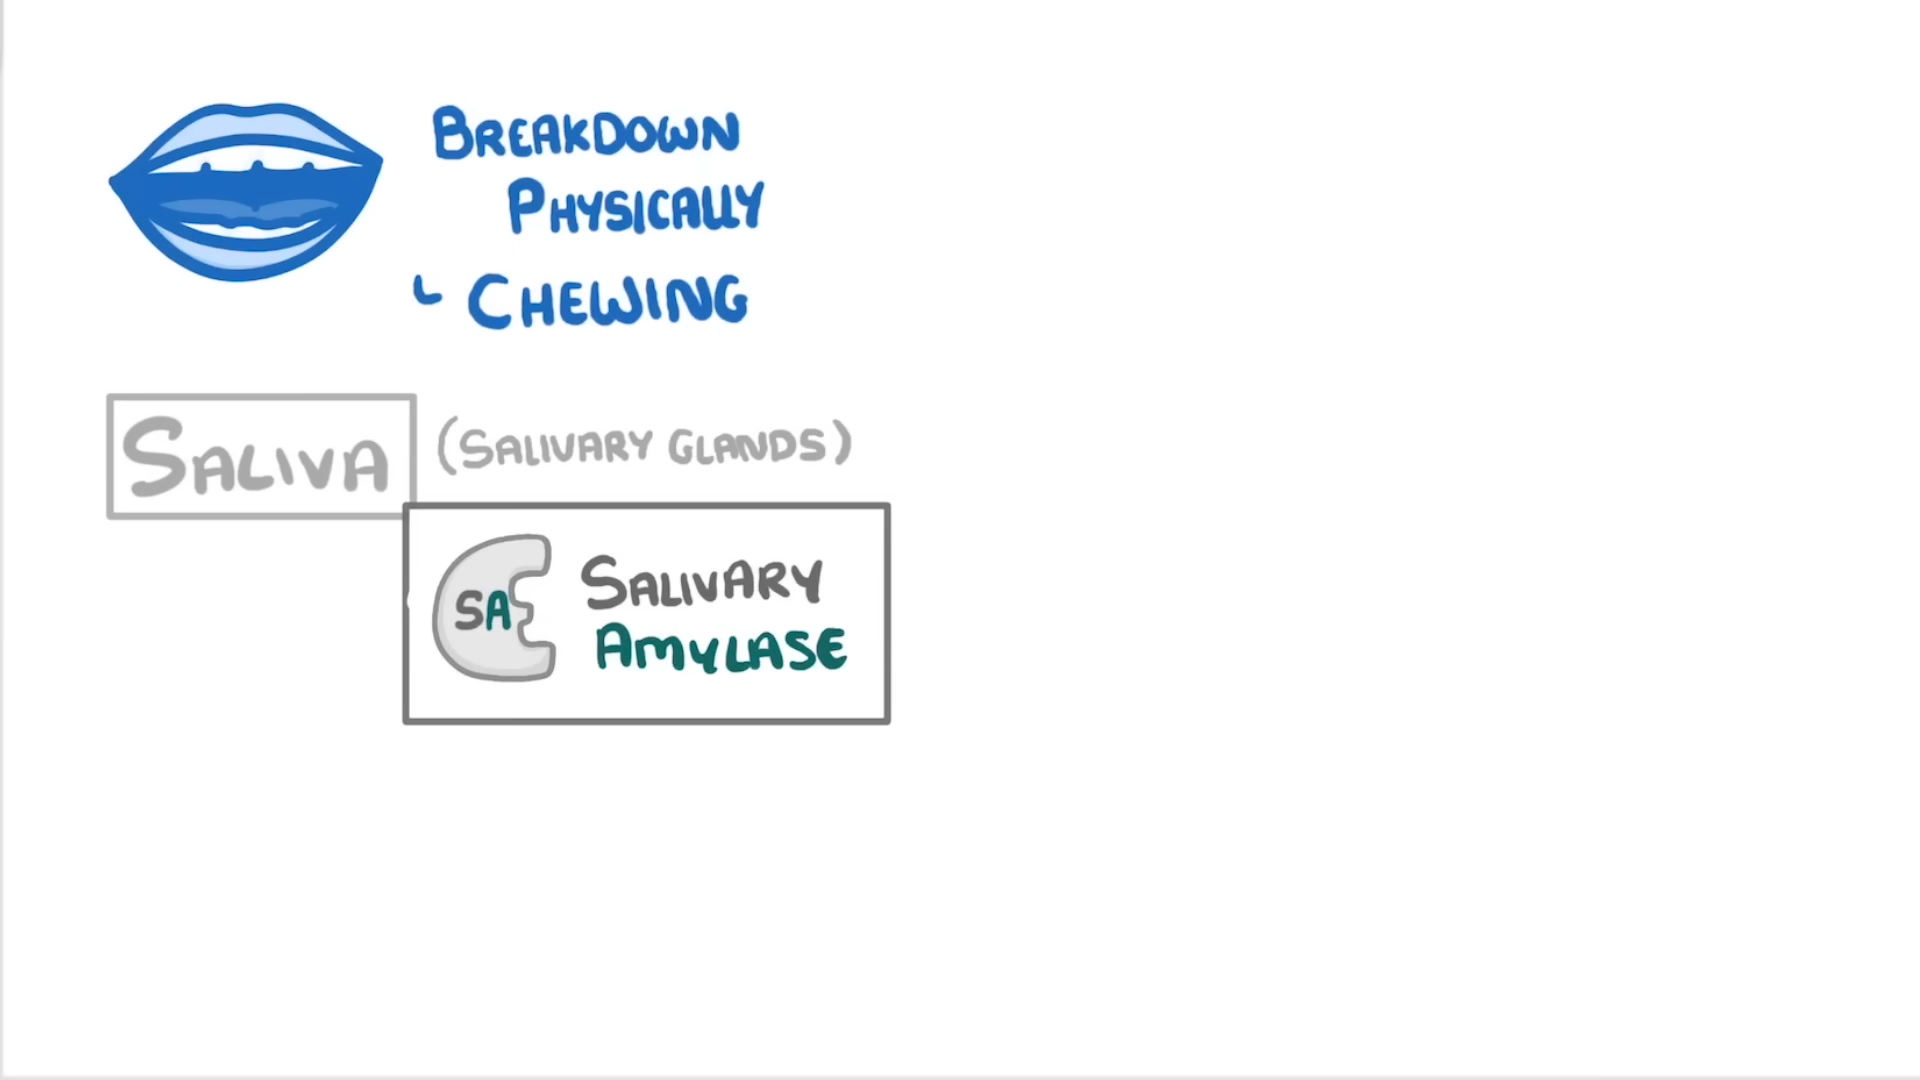 BREAKDOWN
PHYSICALLY
CHEWING
SALIVA
(SALIVARY GLANDS)
SA
SALIVARY
AMYLASE